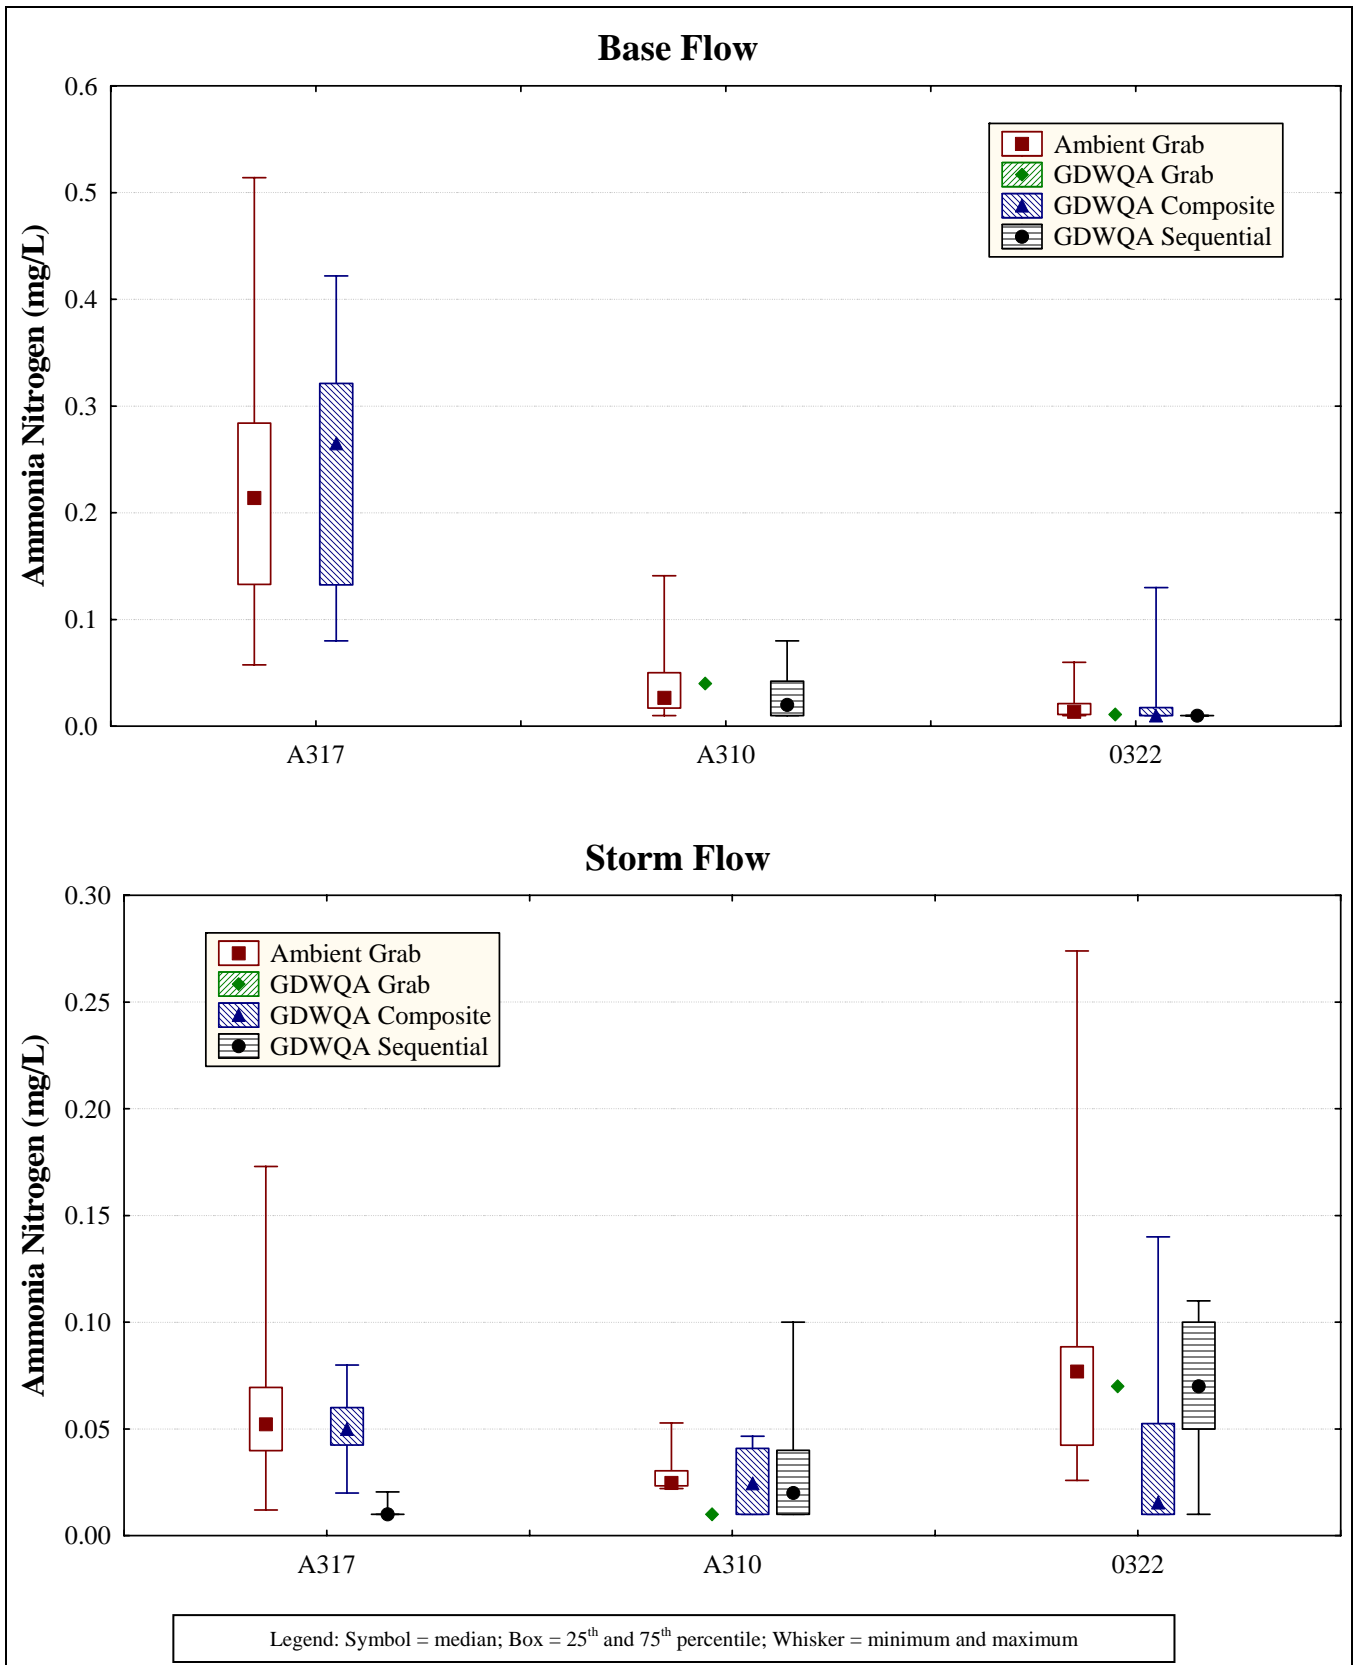 Base Flow
Ammonia Nitrogen (mg/L)
0.6
0.5
0.4
0.3
0.2
0.1
0.0
Ambient Grab
GDWQA Grab
GDWQA Composite
GDWQA Sequential
A317 A310 0322
Storm Flow
Ammonia Nitrogen (mg/L)
0.30
0.25
0.20
0.15
0.10
0.05
0.00
Ambient Grab
GDWQA Grab
GDWQA Composite
GDWQA Sequential
A317 A310 0322
Legend: Symbol = median; Box = 25th and 75th percentile; Whisker = minimum and maximum